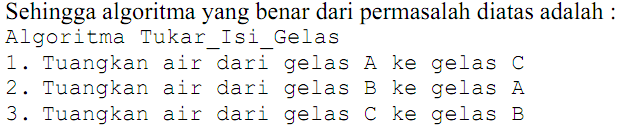 Sehingga algoritma yang benar dari permasalah diatas adalah :
Algoritma Tukar_Isi_Gelas
1. Tuangkan air dari gelas A ke gelas C
2. Tuangkan air dari gelas B ke gelas A
3. Tuangkan air dari gelas C ke gelas B